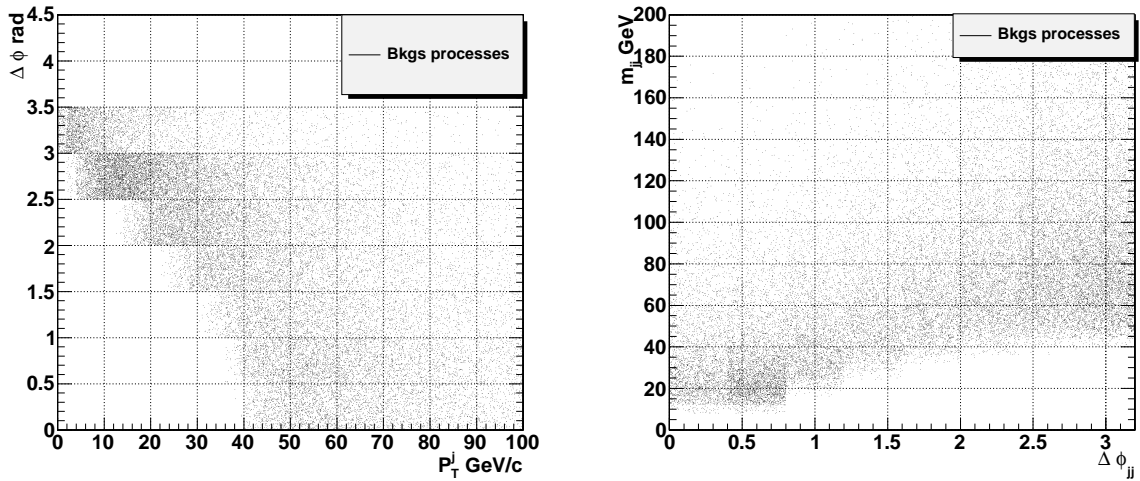 Δ ϕ rad
4.5
4
3.5
3
2.5
2
1.5
1
0.5
0
Bkgs processes
0 10 20 30 40 50 60 70 80 90 100
P_T^j GeV/c
m_jj GeV
200
180
160
140
120
100
80
60
40
20
0
Bkgs processes
0 0.5 1 1.5 2 2.5 3
Δ ϕ_jj